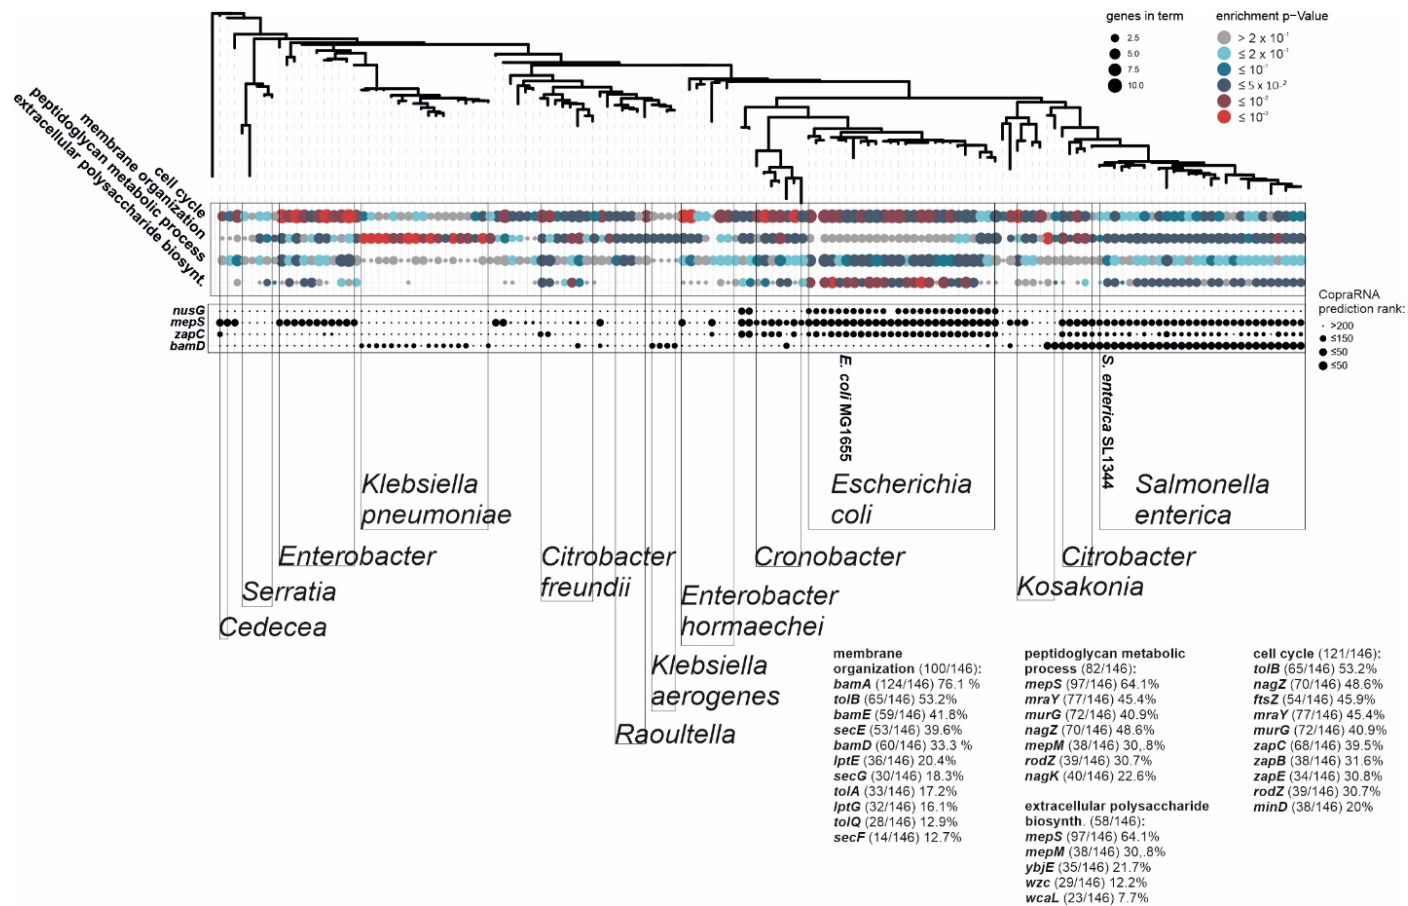 genes in term
2.5
5.0
7.5
10.0
enrichment p-Value
> 2 x 10⁻¹
≤ 2 x 10⁻¹
≤ 10⁻¹
≤ 5 x 10⁻²
≤ 10⁻²
≤ 10⁻³
cell cycle
membrane organization
peptidoglycan metabolic process
extracellular polysaccharide biosynt.
nusG
mepS
zapC
bamD
CopraRNA
prediction rank:
>200
≤150
≤50
≤50
E. coli MG1655
S. enterica SL1344
Klebsiella
pneumoniae
Escherichia
coli
Salmonella
enterica
Enterobacter
Citrobacter
freundii
Cronobacter
Citrobacter
Kosakonia
Serratia
Enterobacter
hormaechei
Cedecea
Klebsiella
aerogenes
Raoultella
membrane
organization (100/146):
bamA (124/146) 76.1 %
tolB (65/146) 53.2%
bamE (59/146) 41.8%
secE (53/146) 39.6%
bamD (60/146) 33.3 %
lptE (36/146) 20.4%
secG (30/146) 18.3%
tolA (33/146) 17.2%
lptG (32/146) 16.1%
tolQ (28/146) 12.9%
secF (14/146) 12.7%
peptidoglycan metabolic
process (82/146):
mepS (97/146) 64.1%
mraY (77/146) 45.4%
murG (72/146) 40.9%
nagZ (70/146) 48.6%
mepM (38/146) 30,.8%
rodZ (39/146) 30.7%
nagK (40/146) 22.6%
extracellular polysaccharide
biosynth. (58/146):
mepS (97/146) 64.1%
mepM (38/146) 30,.8%
ybjE (35/146) 21.7%
wzc (29/146) 12.2%
wcaL (23/146) 7.7%
cell cycle (121/146):
tolB (65/146) 53.2%
nagZ (70/146) 48.6%
ftsZ (54/146) 45.9%
mraY (77/146) 45.4%
murG (72/146) 40.9%
zapC (68/146) 39.5%
zapB (38/146) 31.6%
zapE (34/146) 30.8%
rodZ (39/146) 30.7%
minD (38/146) 20%